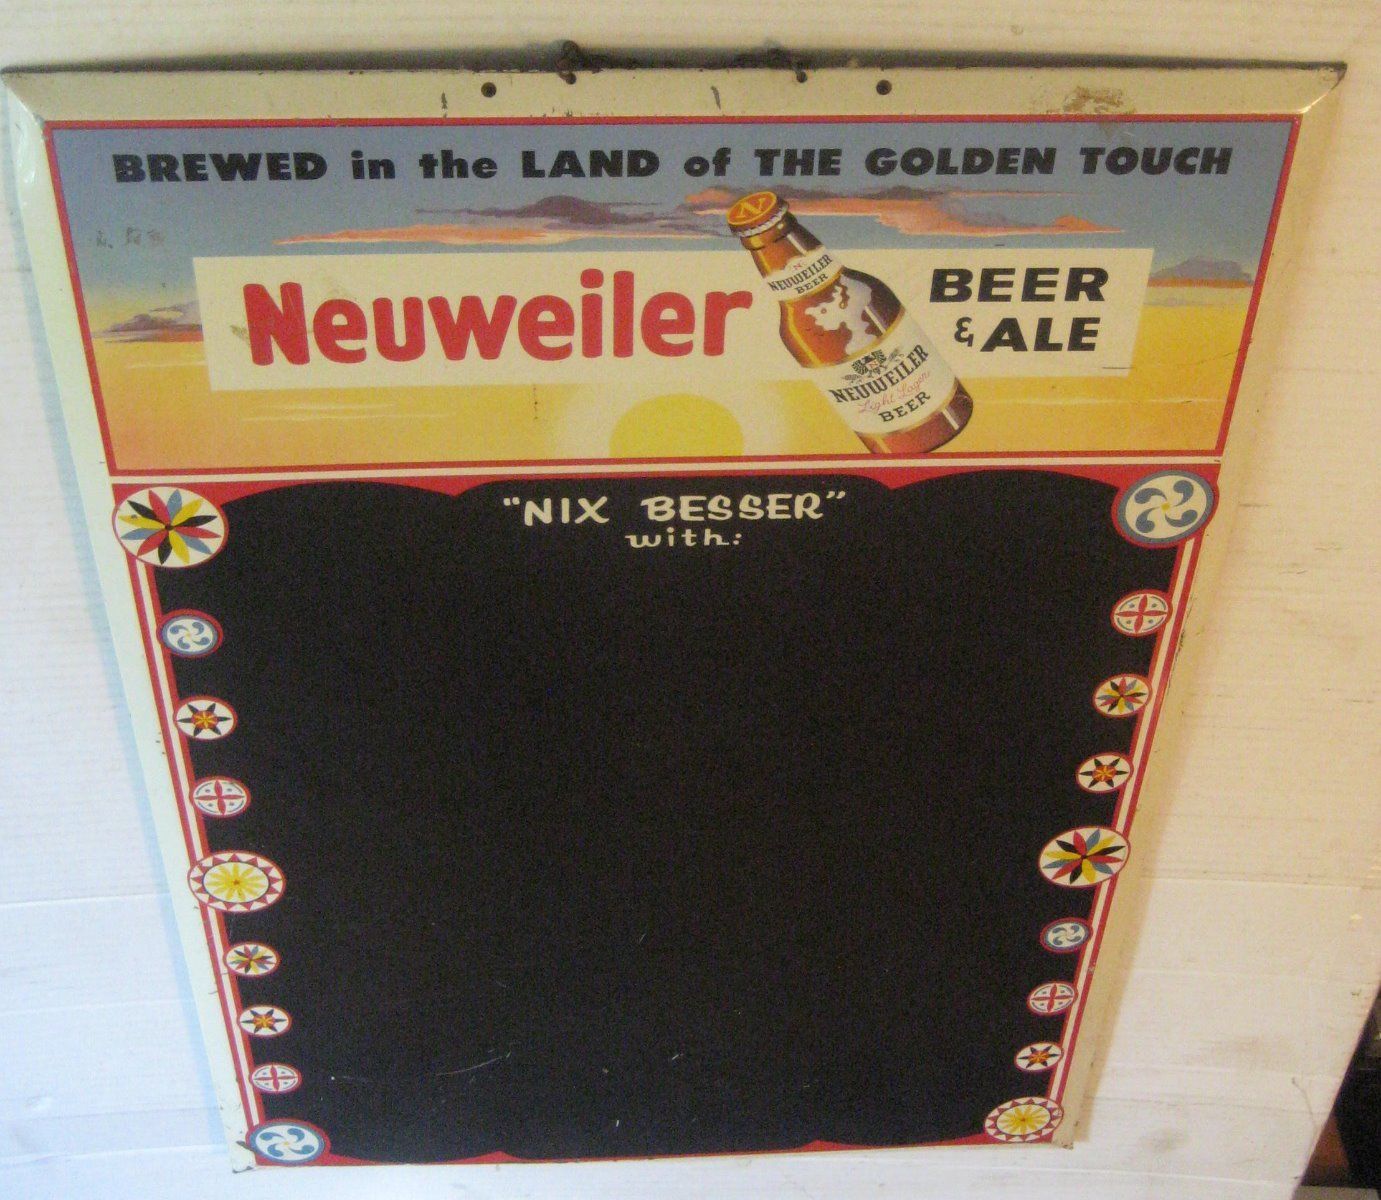 BREWED in the LAND of THE GOLDEN TOUCH
Neuweiler BEER
& ALE
N
NEUWEILER
BEER
NEUWEILER
Light Lager
BEER
"NIX BESSER"
with: